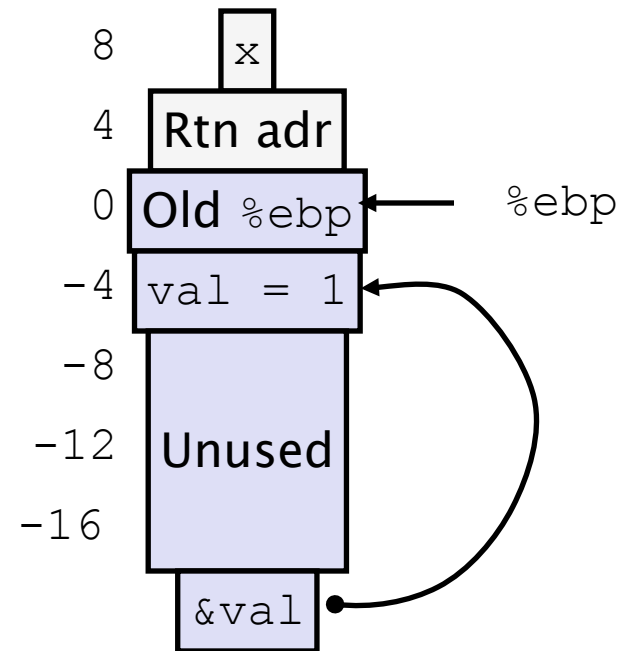 8 x
4 Rtn adr
0 Old %ebp %ebp
-4 val = 1
-8
-12 Unused
-16
&val